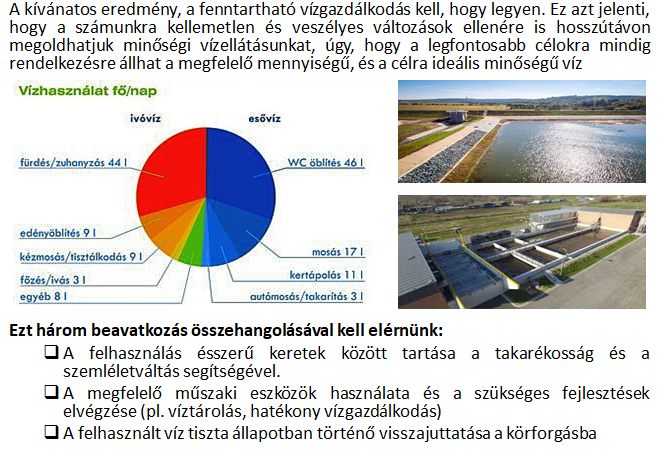 A kívánatos eredmény, a fenntartható vízgazdálkodás kell, hogy legyen. Ez azt jelenti,
hogy a számunkra kellemetlen és veszélyes változások ellenére is hosszútávon
megoldhatjuk minőségi vízellátásunkat, úgy, hogy a legfontosabb célokra mindig
rendelkezésre állhat a megfelelő mennyiségű, és a célra ideális minőségű víz
Vízhasználat fő/nap
ivóvíz
esővíz
fürdés/zuhanyzás 44 l
WC öblítés 46 l
edényöblítés 9 l
mosás 17 l
kézmosás/tisztálkodás 9 l
kertápolás 11 l
főzés/ivás 3 l
egyéb 8 l
autómosás/takarítás 3 l
Ezt három beavatkozás összehangolásával kell elérnünk:
A felhasználás ésszerű keretek között tartása a takarékosság és a
szemléletváltás segítségével.
A megfelelő műszaki eszközök használata és a szükséges fejlesztések
elvégzése (pl. víztárolás, hatékony vízgazdálkodás)
A felhasznált víz tiszta állapotban történő visszajuttatása a körforgásba